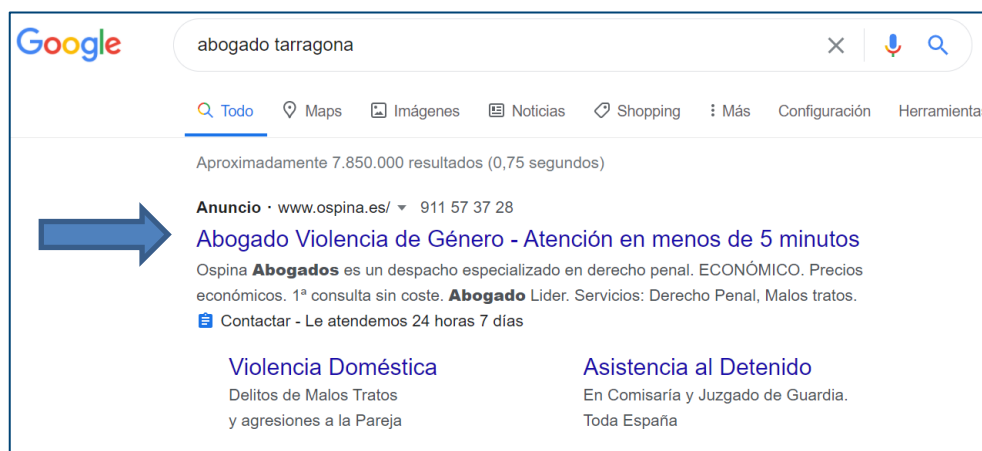 Google
abogado tarragona
Todo Maps Imágenes Noticias Shopping Más Configuración Herramientas
Aproximadamente 7.850.000 resultados (0,75 segundos)
Anuncio · www.ospina.es/ 911 57 37 28
Abogado Violencia de Género - Atención en menos de 5 minutos
Ospina Abogados es un despacho especializado en derecho penal. ECONÓMICO. Precios
económicos. 1ª consulta sin coste. Abogado Lider. Servicios: Derecho Penal, Malos tratos.
Contactar - Le atendemos 24 horas 7 días
Violencia Doméstica
Delitos de Malos Tratos
y agresiones a la Pareja
Asistencia al Detenido
En Comisaría y Juzgado de Guardia.
Toda España